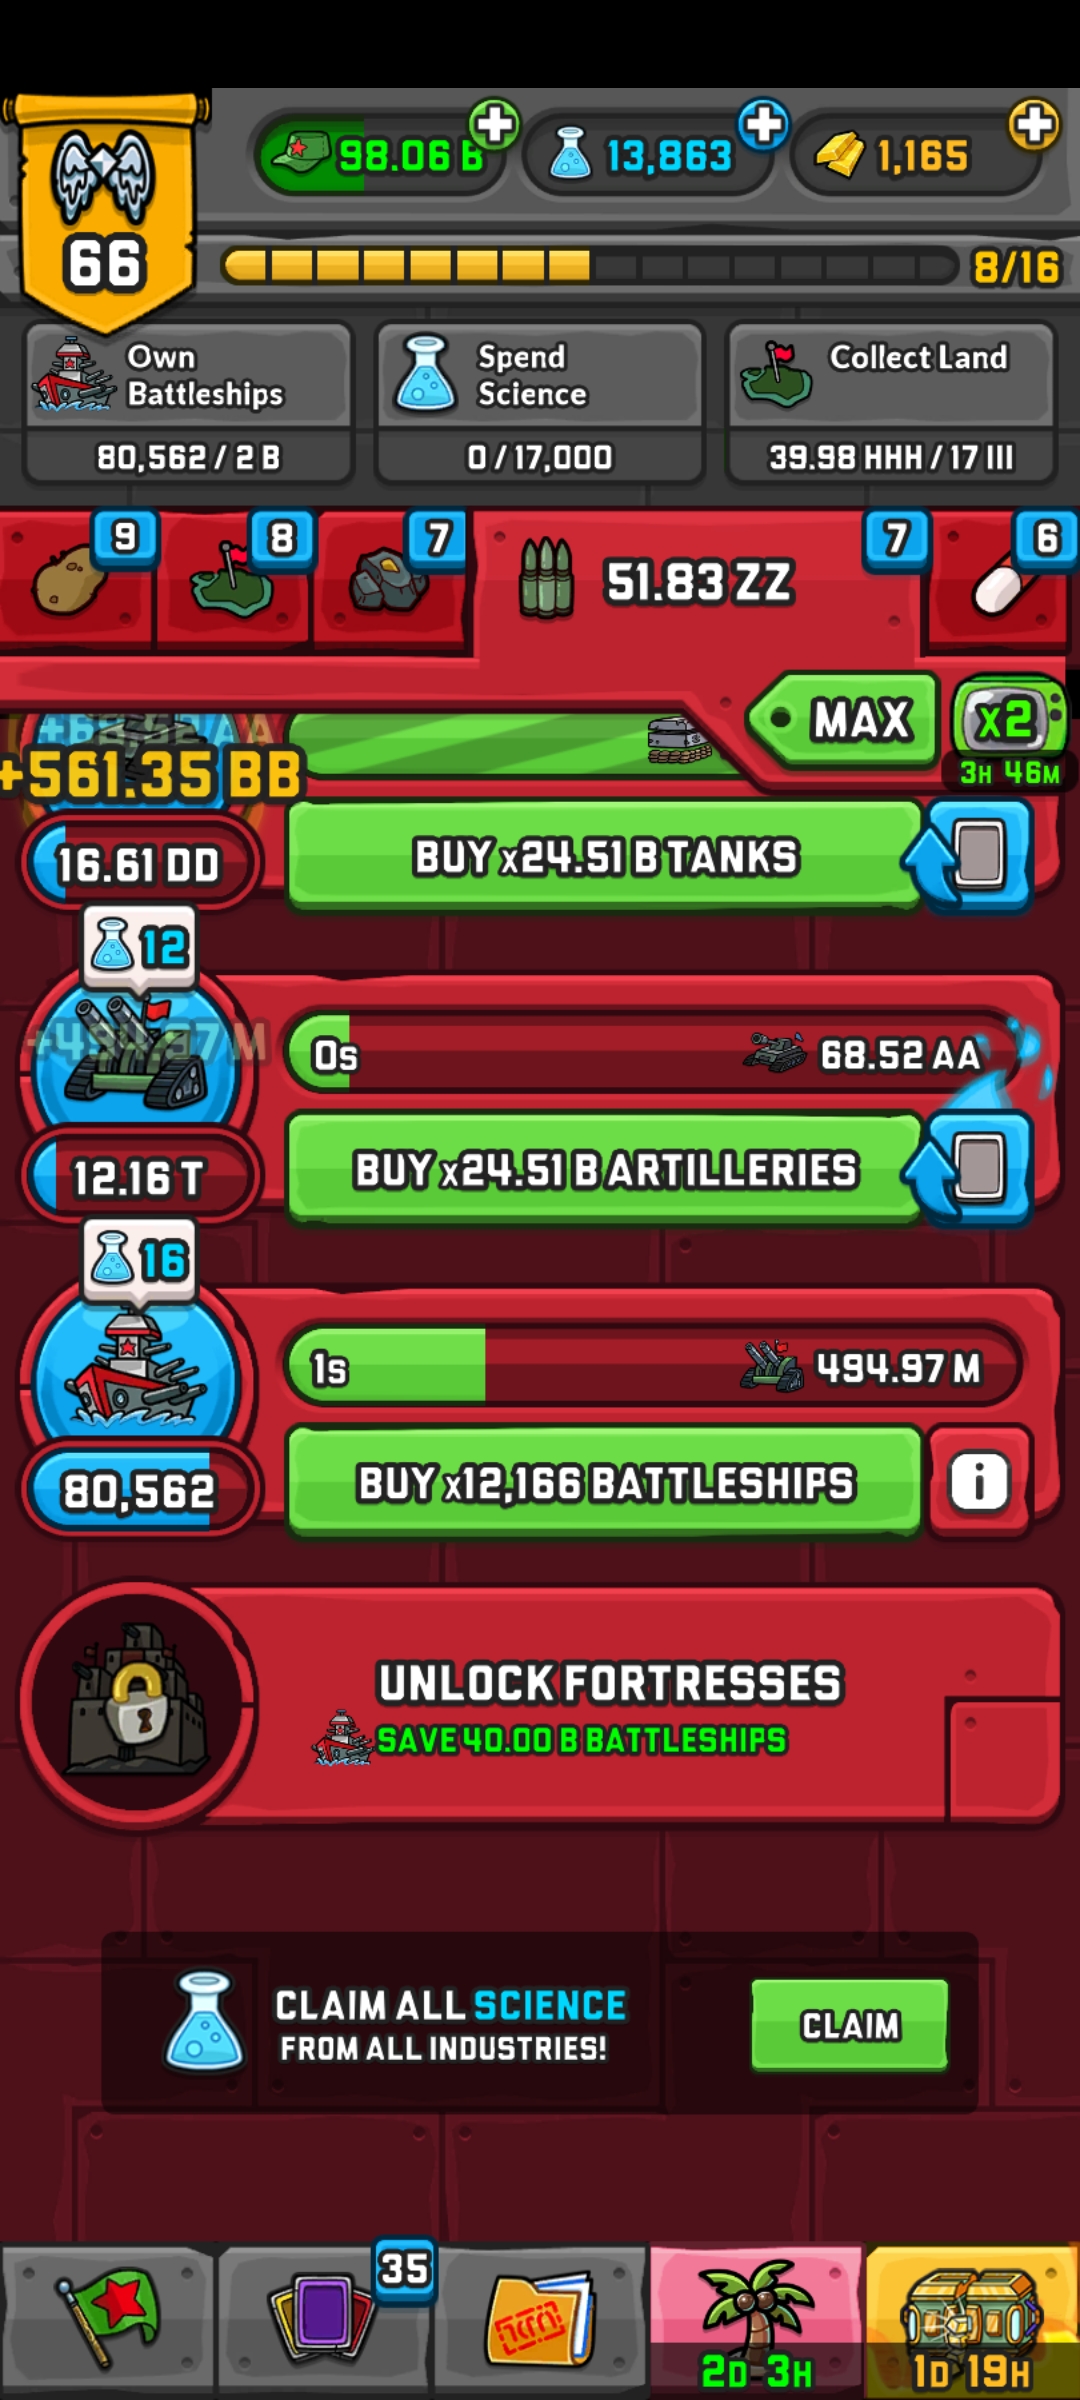 98.06 B
13,863
1,165
66
8/16
Own
Battleships
80,562 / 2 B
Spend
Science
0 / 17,000
Collect Land
39.98 HHH / 17 III
9
8
7
51.83 ZZ
7
6
MAX
x2
3H 46M
+561.35 BB
16.61 DD
BUY x24.51 B TANKS
12
+494.97 M
0s
68.52 AA
12.16 T
BUY x24.51 B ARTILLERIES
16
1s
494.97 M
80,562
BUY x12,166 BATTLESHIPS
i
UNLOCK FORTRESSES
SAVE 40.00 B BATTLESHIPS
CLAIM ALL SCIENCE
FROM ALL INDUSTRIES!
CLAIM
35
2D 3H
1D 19H